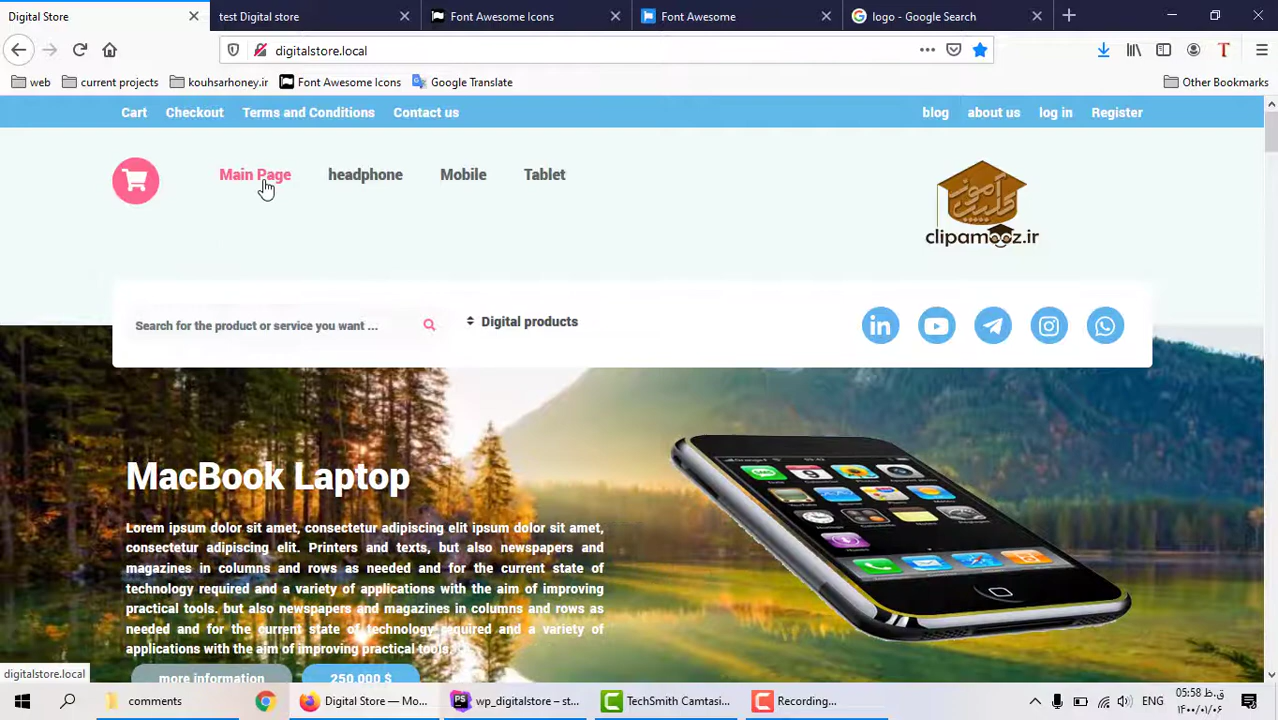 Digital Store
test Digital store
Font Awesome Icons
Font Awesome
logo - Google Search
digitalstore.local
web
current projects
kouhsarhoney.ir
Font Awesome Icons
Google Translate
Other Bookmarks
Cart
Checkout
Terms and Conditions
Contact us
blog
about us
log in
Register
Main Page
headphone
Mobile
Tablet
آموز
کلیپ
clipamooz.ir
Search for the product or service you want ...
Digital products
MacBook Laptop
Lorem ipsum dolor sit amet, consectetur adipiscing elit ipsum dolor sit amet,
consectetur adipiscing elit. Printers and texts, but also newspapers and
magazines in columns and rows as needed and for the current state of
technology required and a variety of applications with the aim of improving
practical tools. but also newspapers and magazines in columns and rows as
needed and for the current state of technology required and a variety of
applications with the aim of improving practical tools.
more information
250,000 $
digitalstore.local
comments
Digital Store — Mo...
wp_digitalstore – st...
TechSmith Camtasi...
Recording...
05:58 ق.ظ
۱۴۰۰/۰۱/۰۶